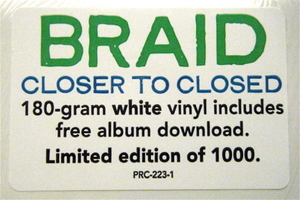 BRAID
CLOSER TO CLOSED
180-gram white vinyl includes
free album download.
Limited edition of 1000.
PRC-223-1